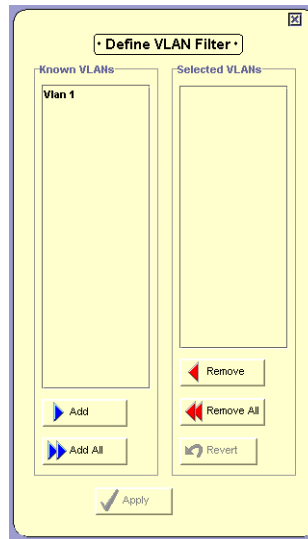 · Define VLAN Filter ·
Known VLANs
Vlan 1
Add
Add All
Selected VLANs
Remove
Remove All
Revert
Apply